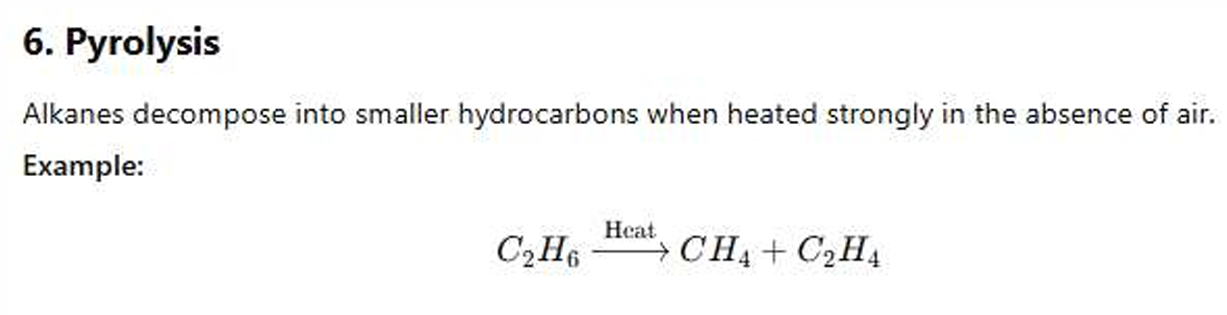 6. Pyrolysis
Alkanes decompose into smaller hydrocarbons when heated strongly in the absence of air.
Example:
C₂H₆ \xrightarrow{Heat} CH₄ + C₂H₄